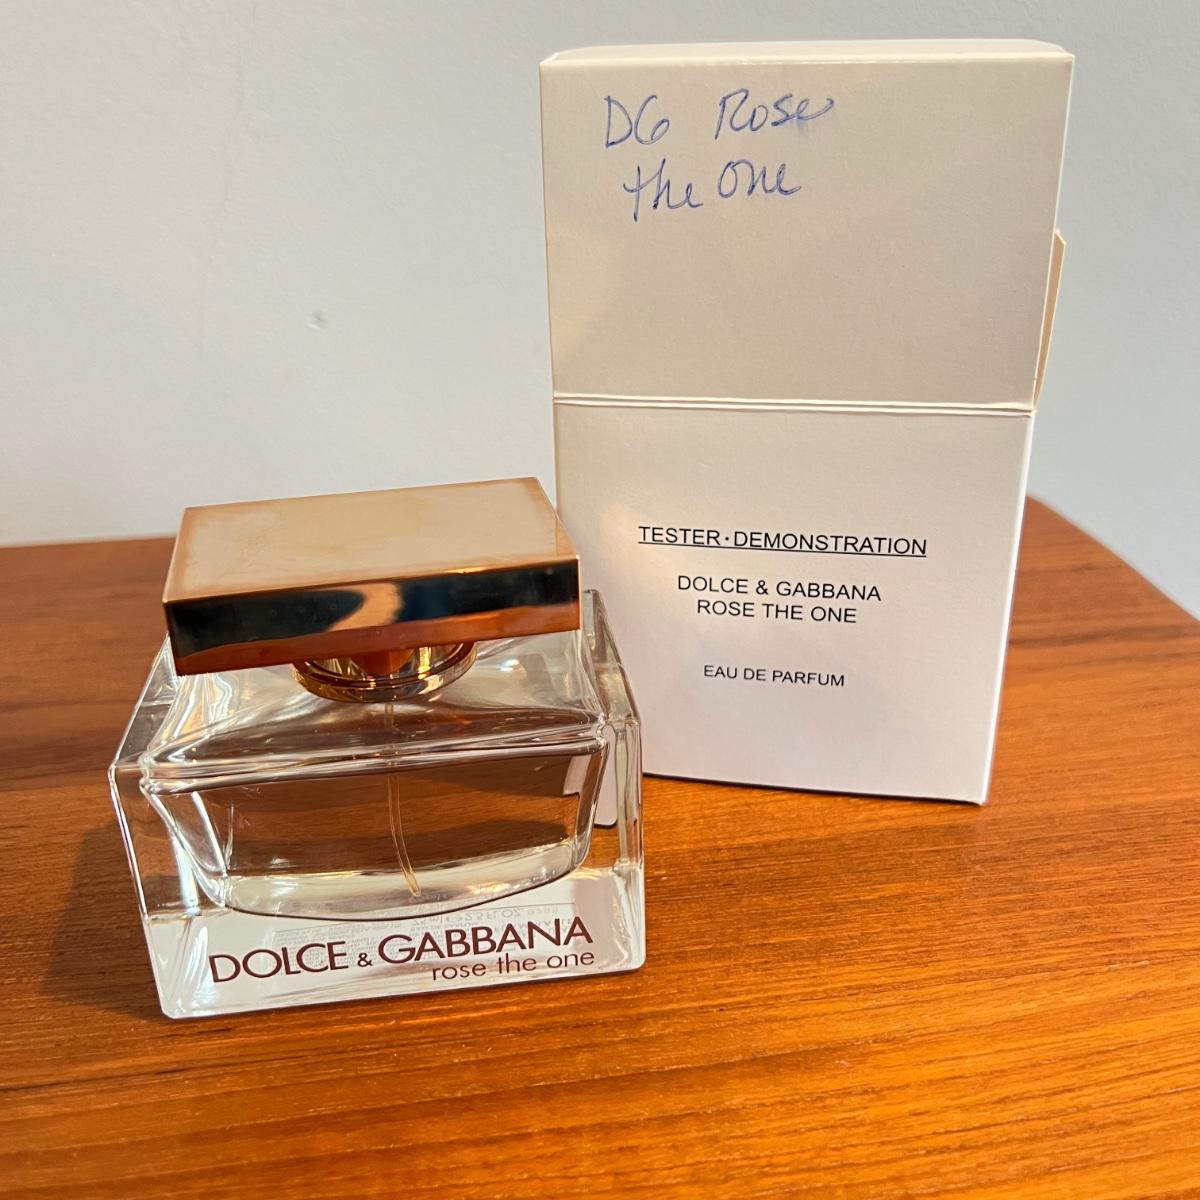 DG Rose
the One
TESTER·DEMONSTRATION
DOLCE & GABBANA
ROSE THE ONE
EAU DE PARFUM
DOLCE & GABBANA
rose the one